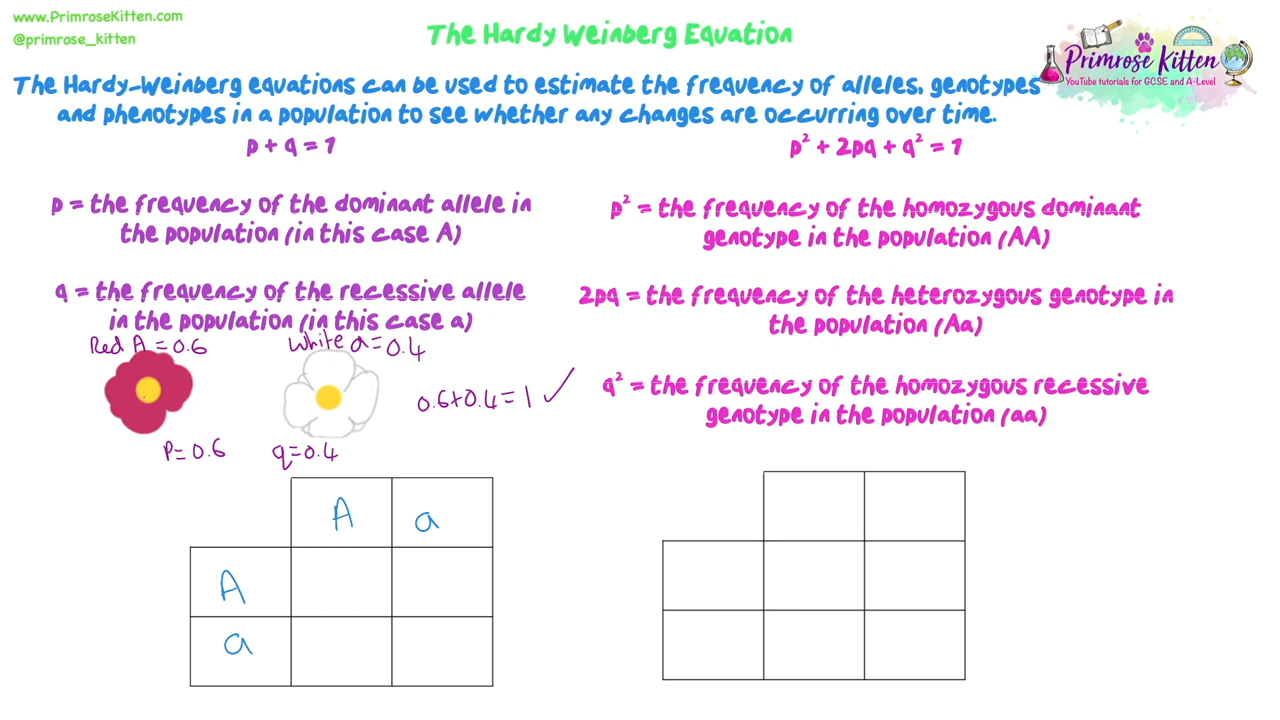 www.PrimroseKitten.com
@primrose_kitten
The Hardy Weinberg Equation
Primrose Kitten
YouTube tutorials for GCSE and A-Level
The Hardy-Weinberg equations can be used to estimate the frequency of alleles, genotypes
and phenotypes in a population to see whether any changes are occurring over time.
p + q = 1
p² + 2pq + q² = 1
p = the frequency of the dominant allele in
the population (in this case A)
q = the frequency of the recessive allele
in the population (in this case a)
p² = the frequency of the homozygous dominant
genotype in the population (AA)
2pq = the frequency of the heterozygous genotype in
the population (Aa)
q² = the frequency of the homozygous recessive
genotype in the population (aa)
Red A = 0.6
White a = 0.4
0.6+0.4 = 1 ✓
P = 0.6
q = 0.4
A a
A
a